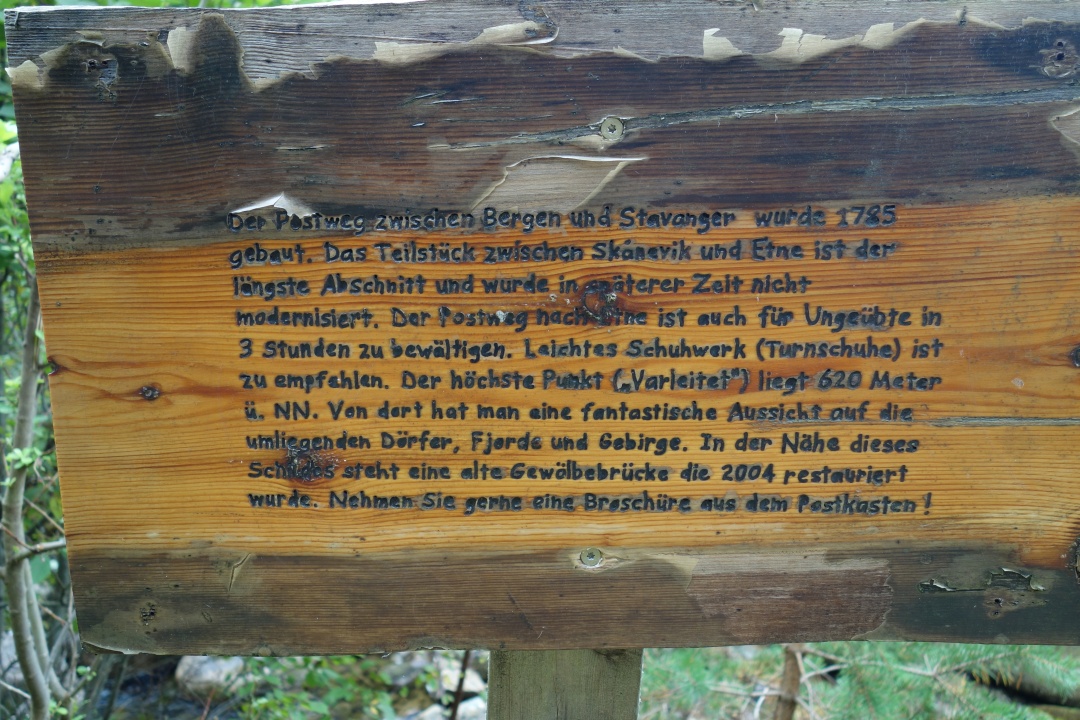 Der Postweg zwischen Bergen und Stavanger wurde 1785
gebaut. Das Teilstück zwischen Skånevik und Etne ist der
längste Abschnitt und wurde in späterer Zeit nicht
modernisiert. Der Postweg nach Etne ist auch für Ungeübte in
3 Stunden zu bewältigen. Leichtes Schuhwerk (Turnschuhe) ist
zu empfehlen. Der höchste Punkt („Varleitet") liegt 620 Meter
ü. NN. Von dort hat man eine fantastische Aussicht auf die
umliegenden Dörfer, Fjorde und Gebirge. In der Nähe dieses
Schildes steht eine alte Gewölbebrücke die 2004 restauriert
wurde. Nehmen Sie gerne eine Broschüre aus dem Postkasten!